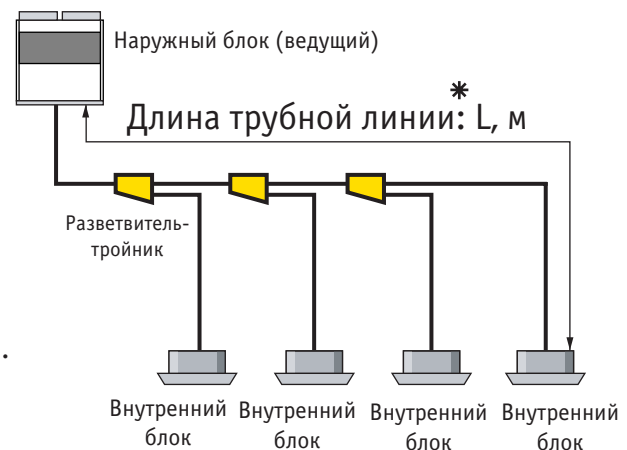 Наружный блок (ведущий)
Длина трубной линии*: L, м
Разветвитель-
тройник
.
Внутренний
блок
Внутренний
блок
Внутренний
блок
Внутренний
блок